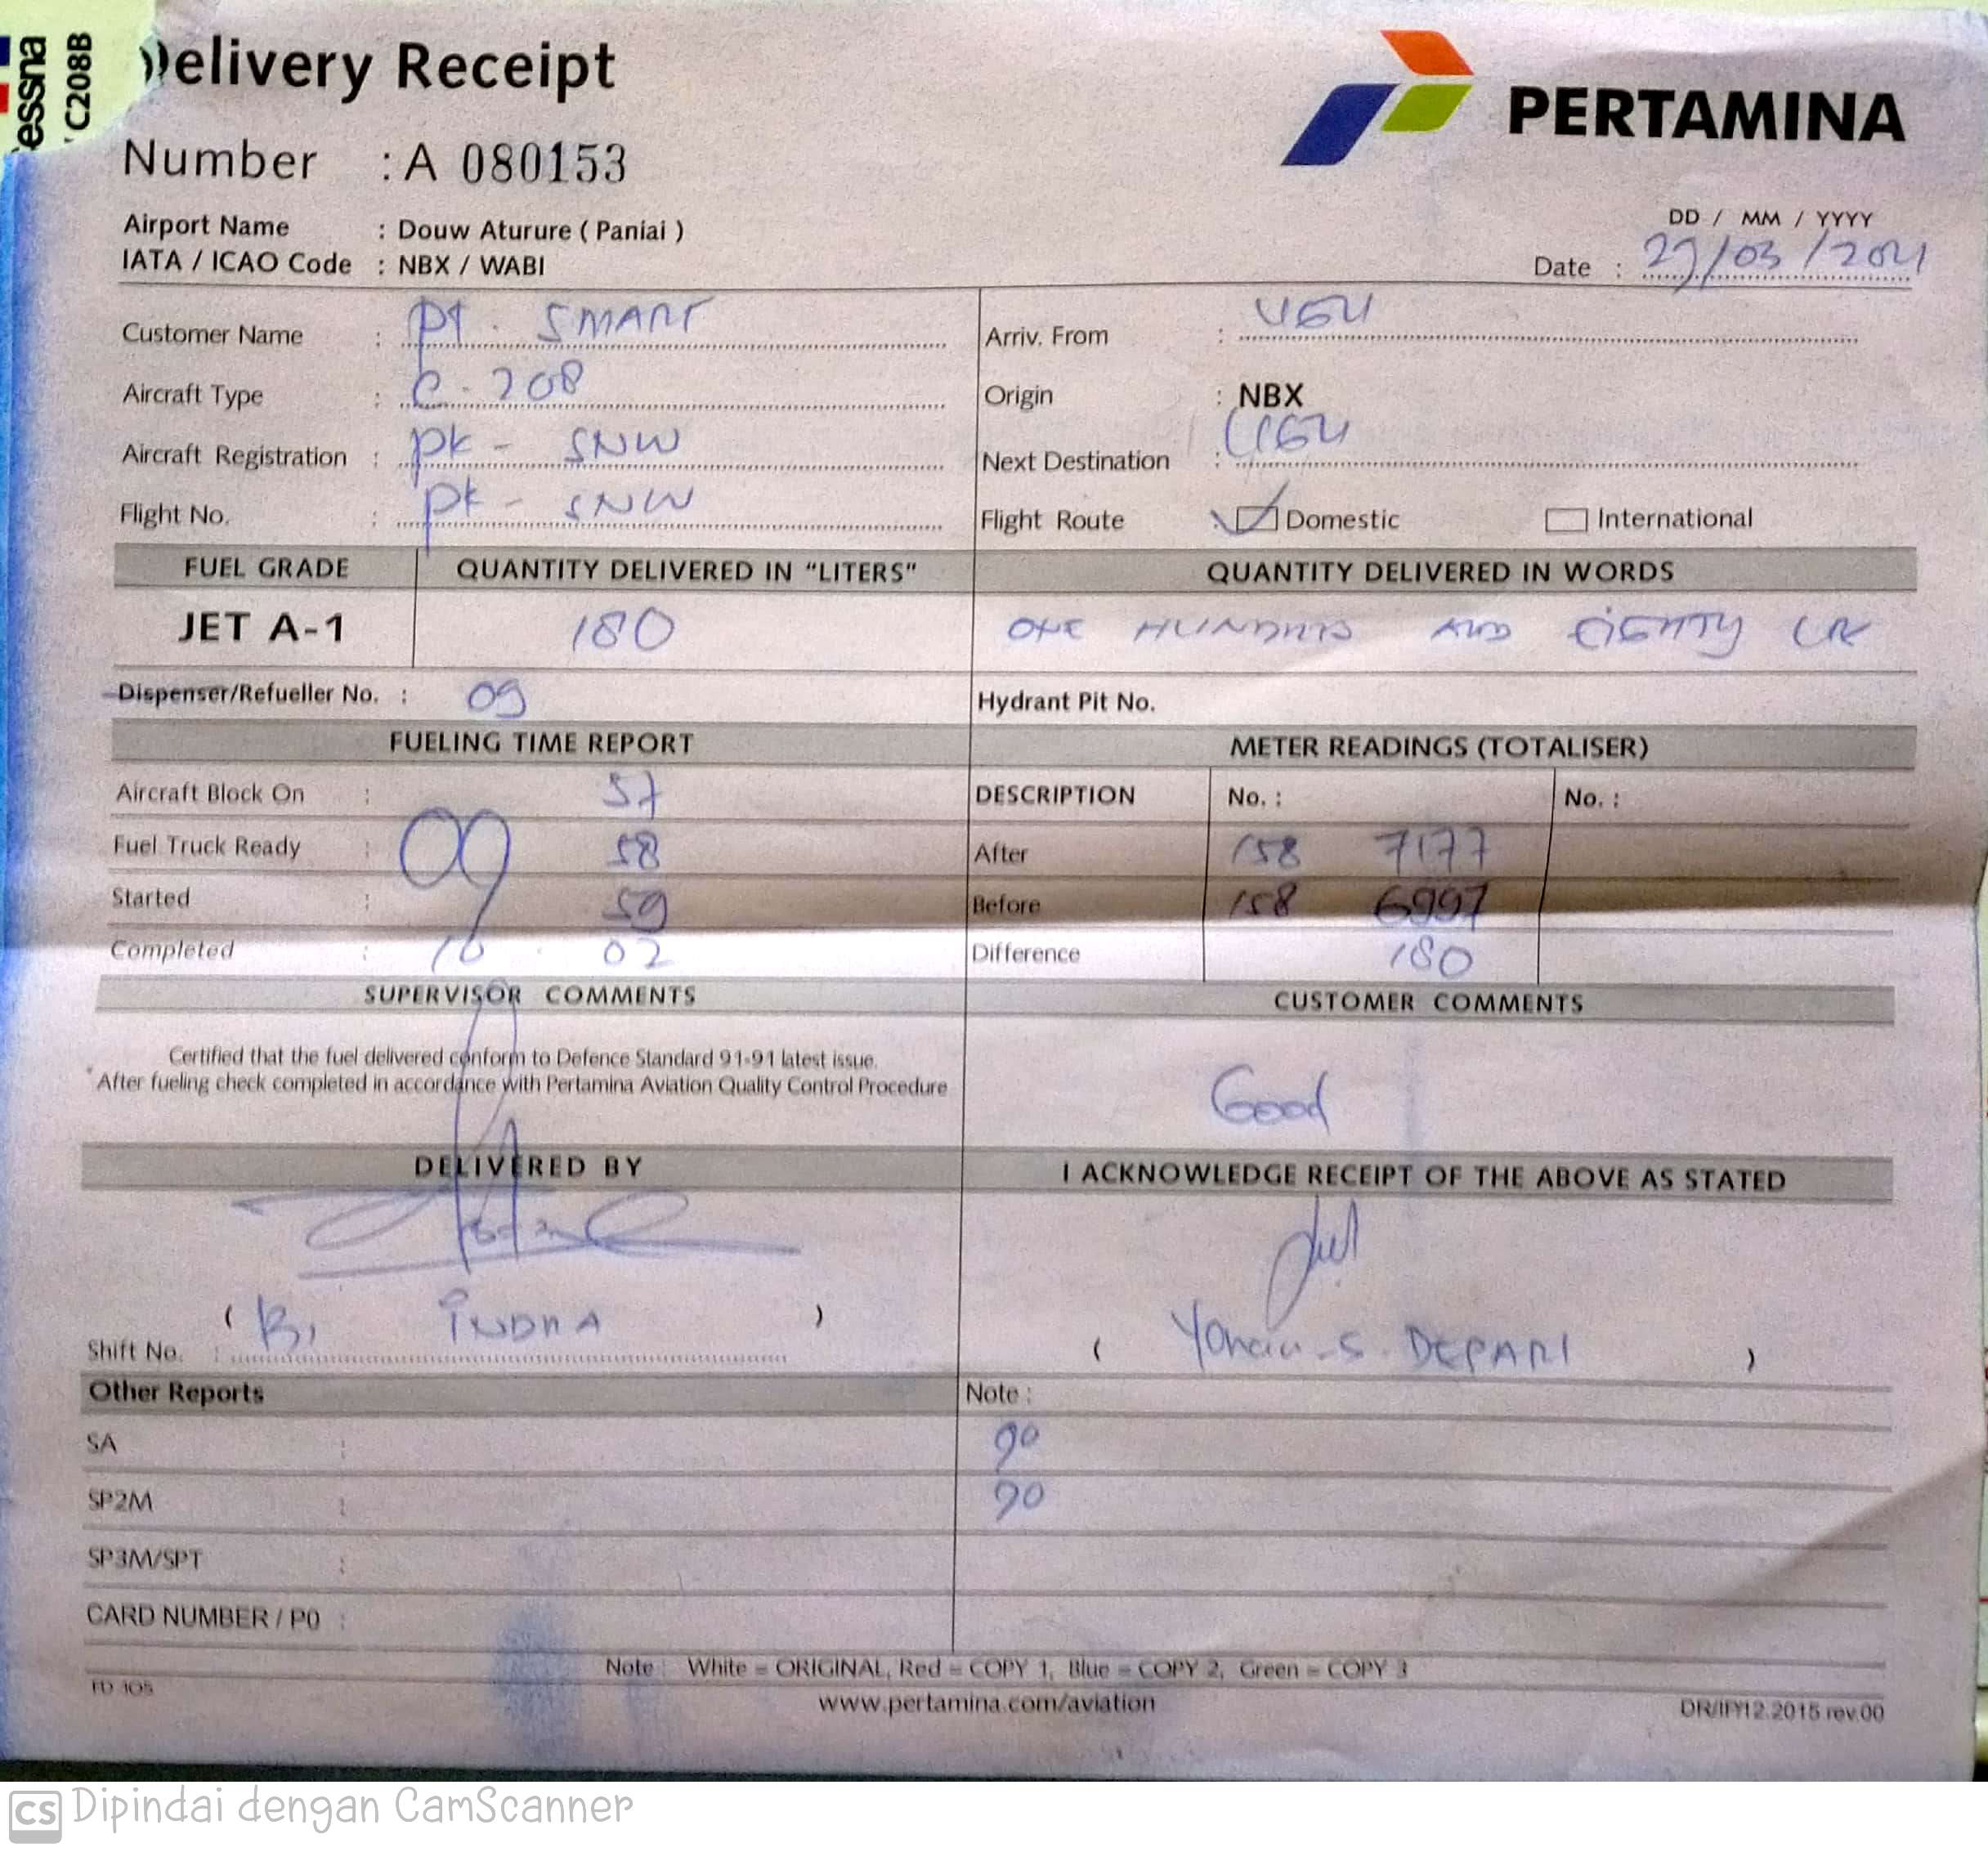 essna
C208B
Delivery Receipt
PERTAMINA
Number : A 080153
Airport Name : Douw Aturure ( Paniai )
IATA / ICAO Code : NBX / WABI
DD / MM / YYYY
Date : 29/03/2021
Customer Name : PT. SMART
Arriv. From : UGU
Aircraft Type : C-208
Origin : NBX
Aircraft Registration : PK - SNW
Next Destination : UGU
Flight No. : PK - SNW
Flight Route Domestic International
FUEL GRADE QUANTITY DELIVERED IN "LITERS" QUANTITY DELIVERED IN WORDS
JET A-1 180 ONE HUNDRED AND EIGHTY
Dispenser/Refueller No. : 09 Hydrant Pit No.
FUELING TIME REPORT METER READINGS (TOTALISER)
Aircraft Block On : 57 DESCRIPTION No. : No. :
Fuel Truck Ready : 09 58 After 158 7177
Started : 59 Before 158 6997
Completed : 10 . 02 Difference 180
SUPERVISOR COMMENTS CUSTOMER COMMENTS
Certified that the fuel delivered conform to Defence Standard 91-91 latest issue.
After fueling check completed in accordance with Pertamina Aviation Quality Control Procedure
Good
DELIVERED BY I ACKNOWLEDGE RECEIPT OF THE ABOVE AS STATED
( INDRA )
Shift No. :
( S. DEPARI )
Other Reports Note :
SA : 90
SP2M : 90
SP3M/SPT :
CARD NUMBER / PO :
Note : White = ORIGINAL, Red = COPY 1, Blue = COPY 2, Green = COPY 3
www.pertamina.com/aviation
DR/IP/12.2015 rev.00
CS Dipindai dengan CamScanner